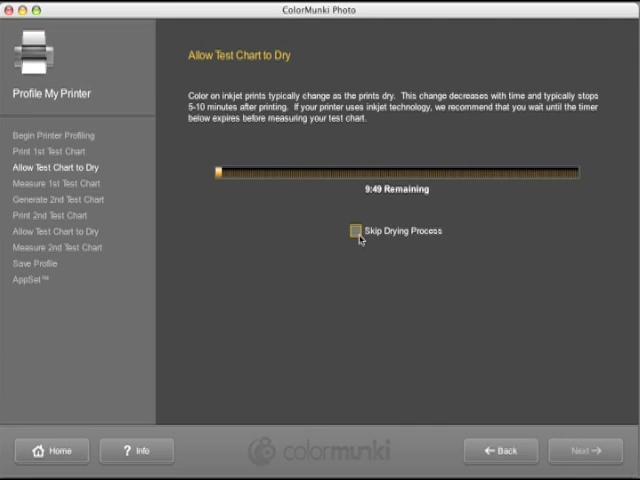 ColorMunki Photo
Profile My Printer
Begin Printer Profiling
Print 1st Test Chart
Allow Test Chart to Dry
Measure 1st Test Chart
Generate 2nd Test Chart
Print 2nd Test Chart
Allow Test Chart to Dry
Measure 2nd Test Chart
Save Profile
AppSet™
Allow Test Chart to Dry
Color on inkjet prints typically change as the prints dry. This change decreases with time and typically stops
5-10 minutes after printing. If your printer uses inkjet technology, we recommend that you wait until the timer
below expires before measuring your test chart.
9:49 Remaining
Skip Drying Process
Home
? Info
colormunki
Back
Next